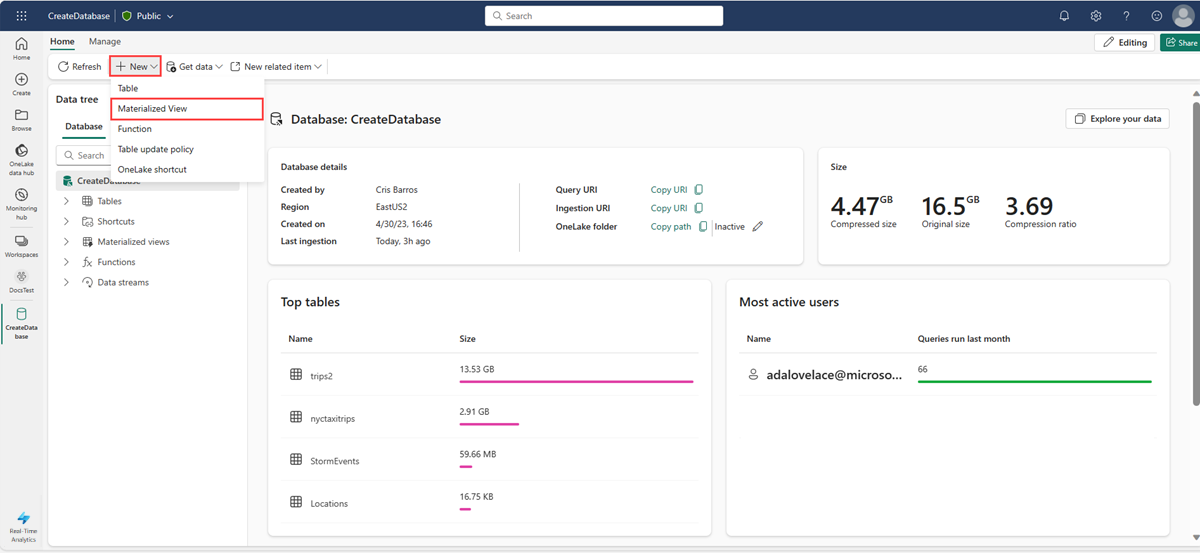 CreateDatabase
Public
Search
Home
Manage
Editing
Share
Refresh
New
Get data
New related item
Home
Create
Browse
OneLake
data hub
Monitoring
hub
Workspaces
DocsTest
CreateData
base
Real-Time
Analytics
Data tree
Database
Search
Table
Materialized View
Function
Table update policy
OneLake shortcut
CreateDatabase
Tables
Shortcuts
Materialized views
Functions
Data streams
Database: CreateDatabase
Explore your data
Database details
Created by Cris Barros
Region EastUS2
Created on 4/30/23, 16:46
Last ingestion Today, 3h ago
Query URI Copy URI
Ingestion URI Copy URI
OneLake folder Copy path Inactive
Size
4.47GB 16.5GB 3.69
Compressed size Original size Compression ratio
Top tables
Name Size
trips2 13.53 GB
nyctaxitrips 2.91 GB
StormEvents 59.66 MB
Locations 16.75 KB
Most active users
Name Queries run last month
adalovelace@microso... 66